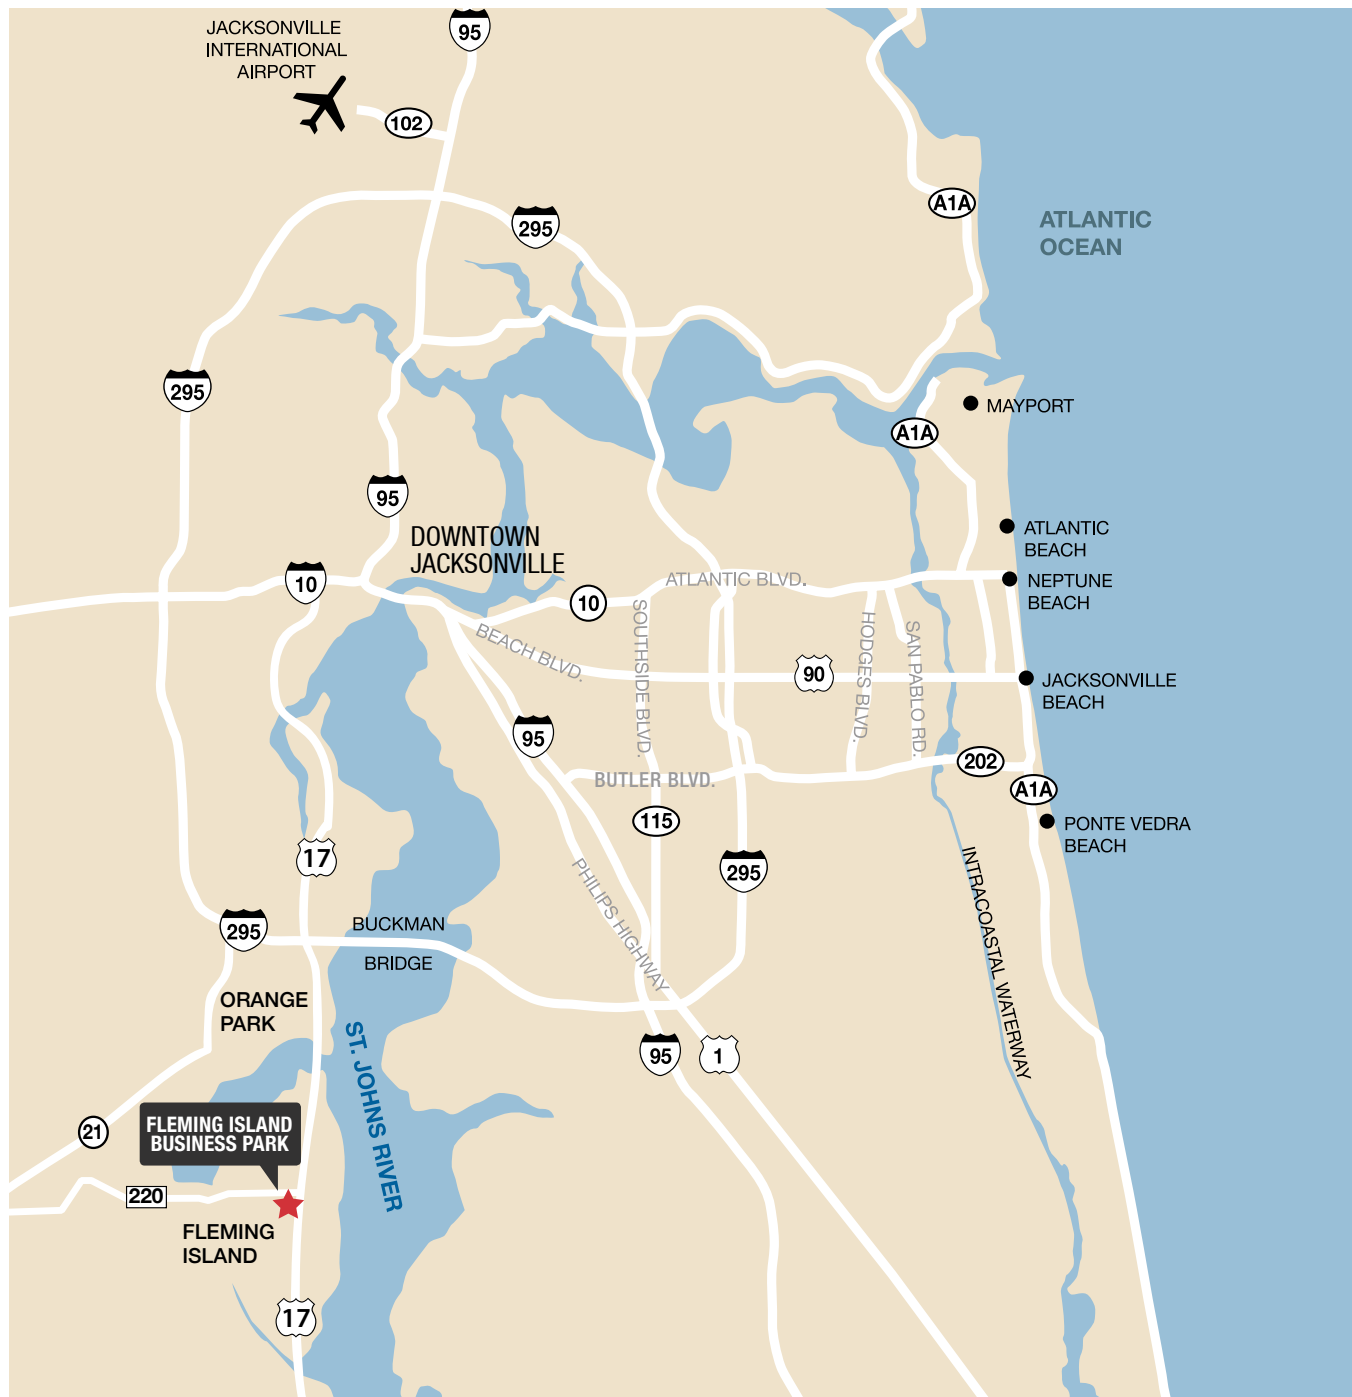 JACKSONVILLE
INTERNATIONAL
AIRPORT
95
102
A1A
295
ATLANTIC
OCEAN
295
MAYPORT
A1A
95
DOWNTOWN
JACKSONVILLE
ATLANTIC
BEACH
10
ATLANTIC BLVD.
NEPTUNE
BEACH
10
BEACH BLVD.
SOUTHSIDE BLVD.
HODGES BLVD.
SAN PABLO RD.
90
JACKSONVILLE
BEACH
95
202
BUTLER BLVD.
A1A
115
PONTE VEDRA
BEACH
17
295
PHILIPS HIGHWAY
INTRACOASTAL WATERWAY
295
BUCKMAN
BRIDGE
ORANGE
PARK
ST. JOHNS RIVER
95
1
21
FLEMING ISLAND
BUSINESS PARK
220
FLEMING
ISLAND
17